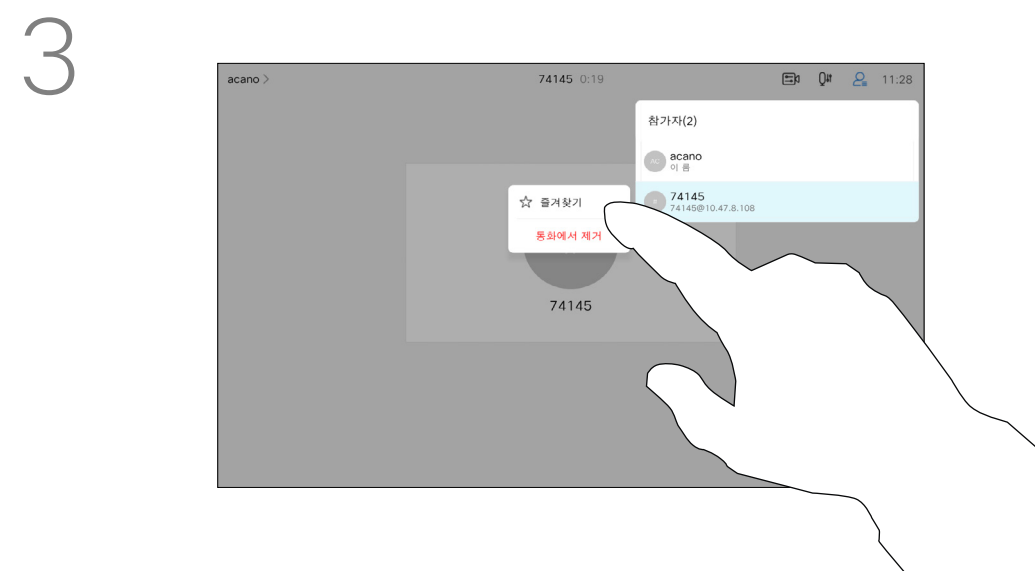 3
acano >
74145 0:19
11:28
참가자(2)
AC
acano
이 름
74145
74145@10.47.8.108
즐겨찾기
통화에서 제거
74145